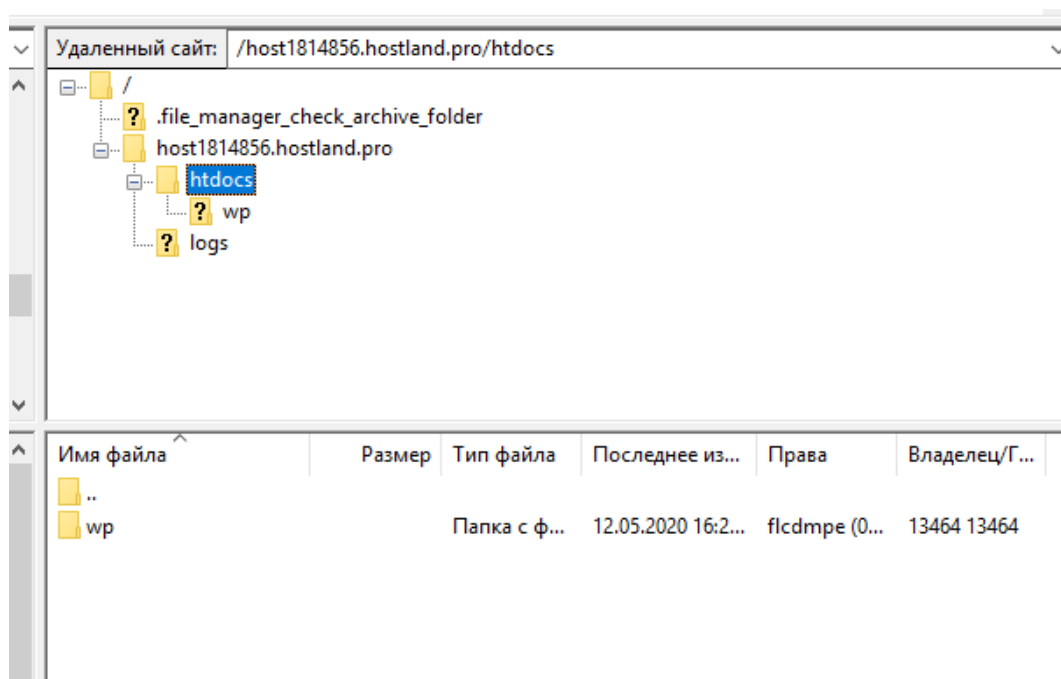 Удаленный сайт: /host1814856.hostland.pro/htdocs
/
.file_manager_check_archive_folder
host1814856.hostland.pro
htdocs
wp
logs
Имя файла Размер Тип файла Последнее из... Права Владелец/Г...
..
wp Папка с ф... 12.05.2020 16:2... flcdmpe (0... 13464 13464